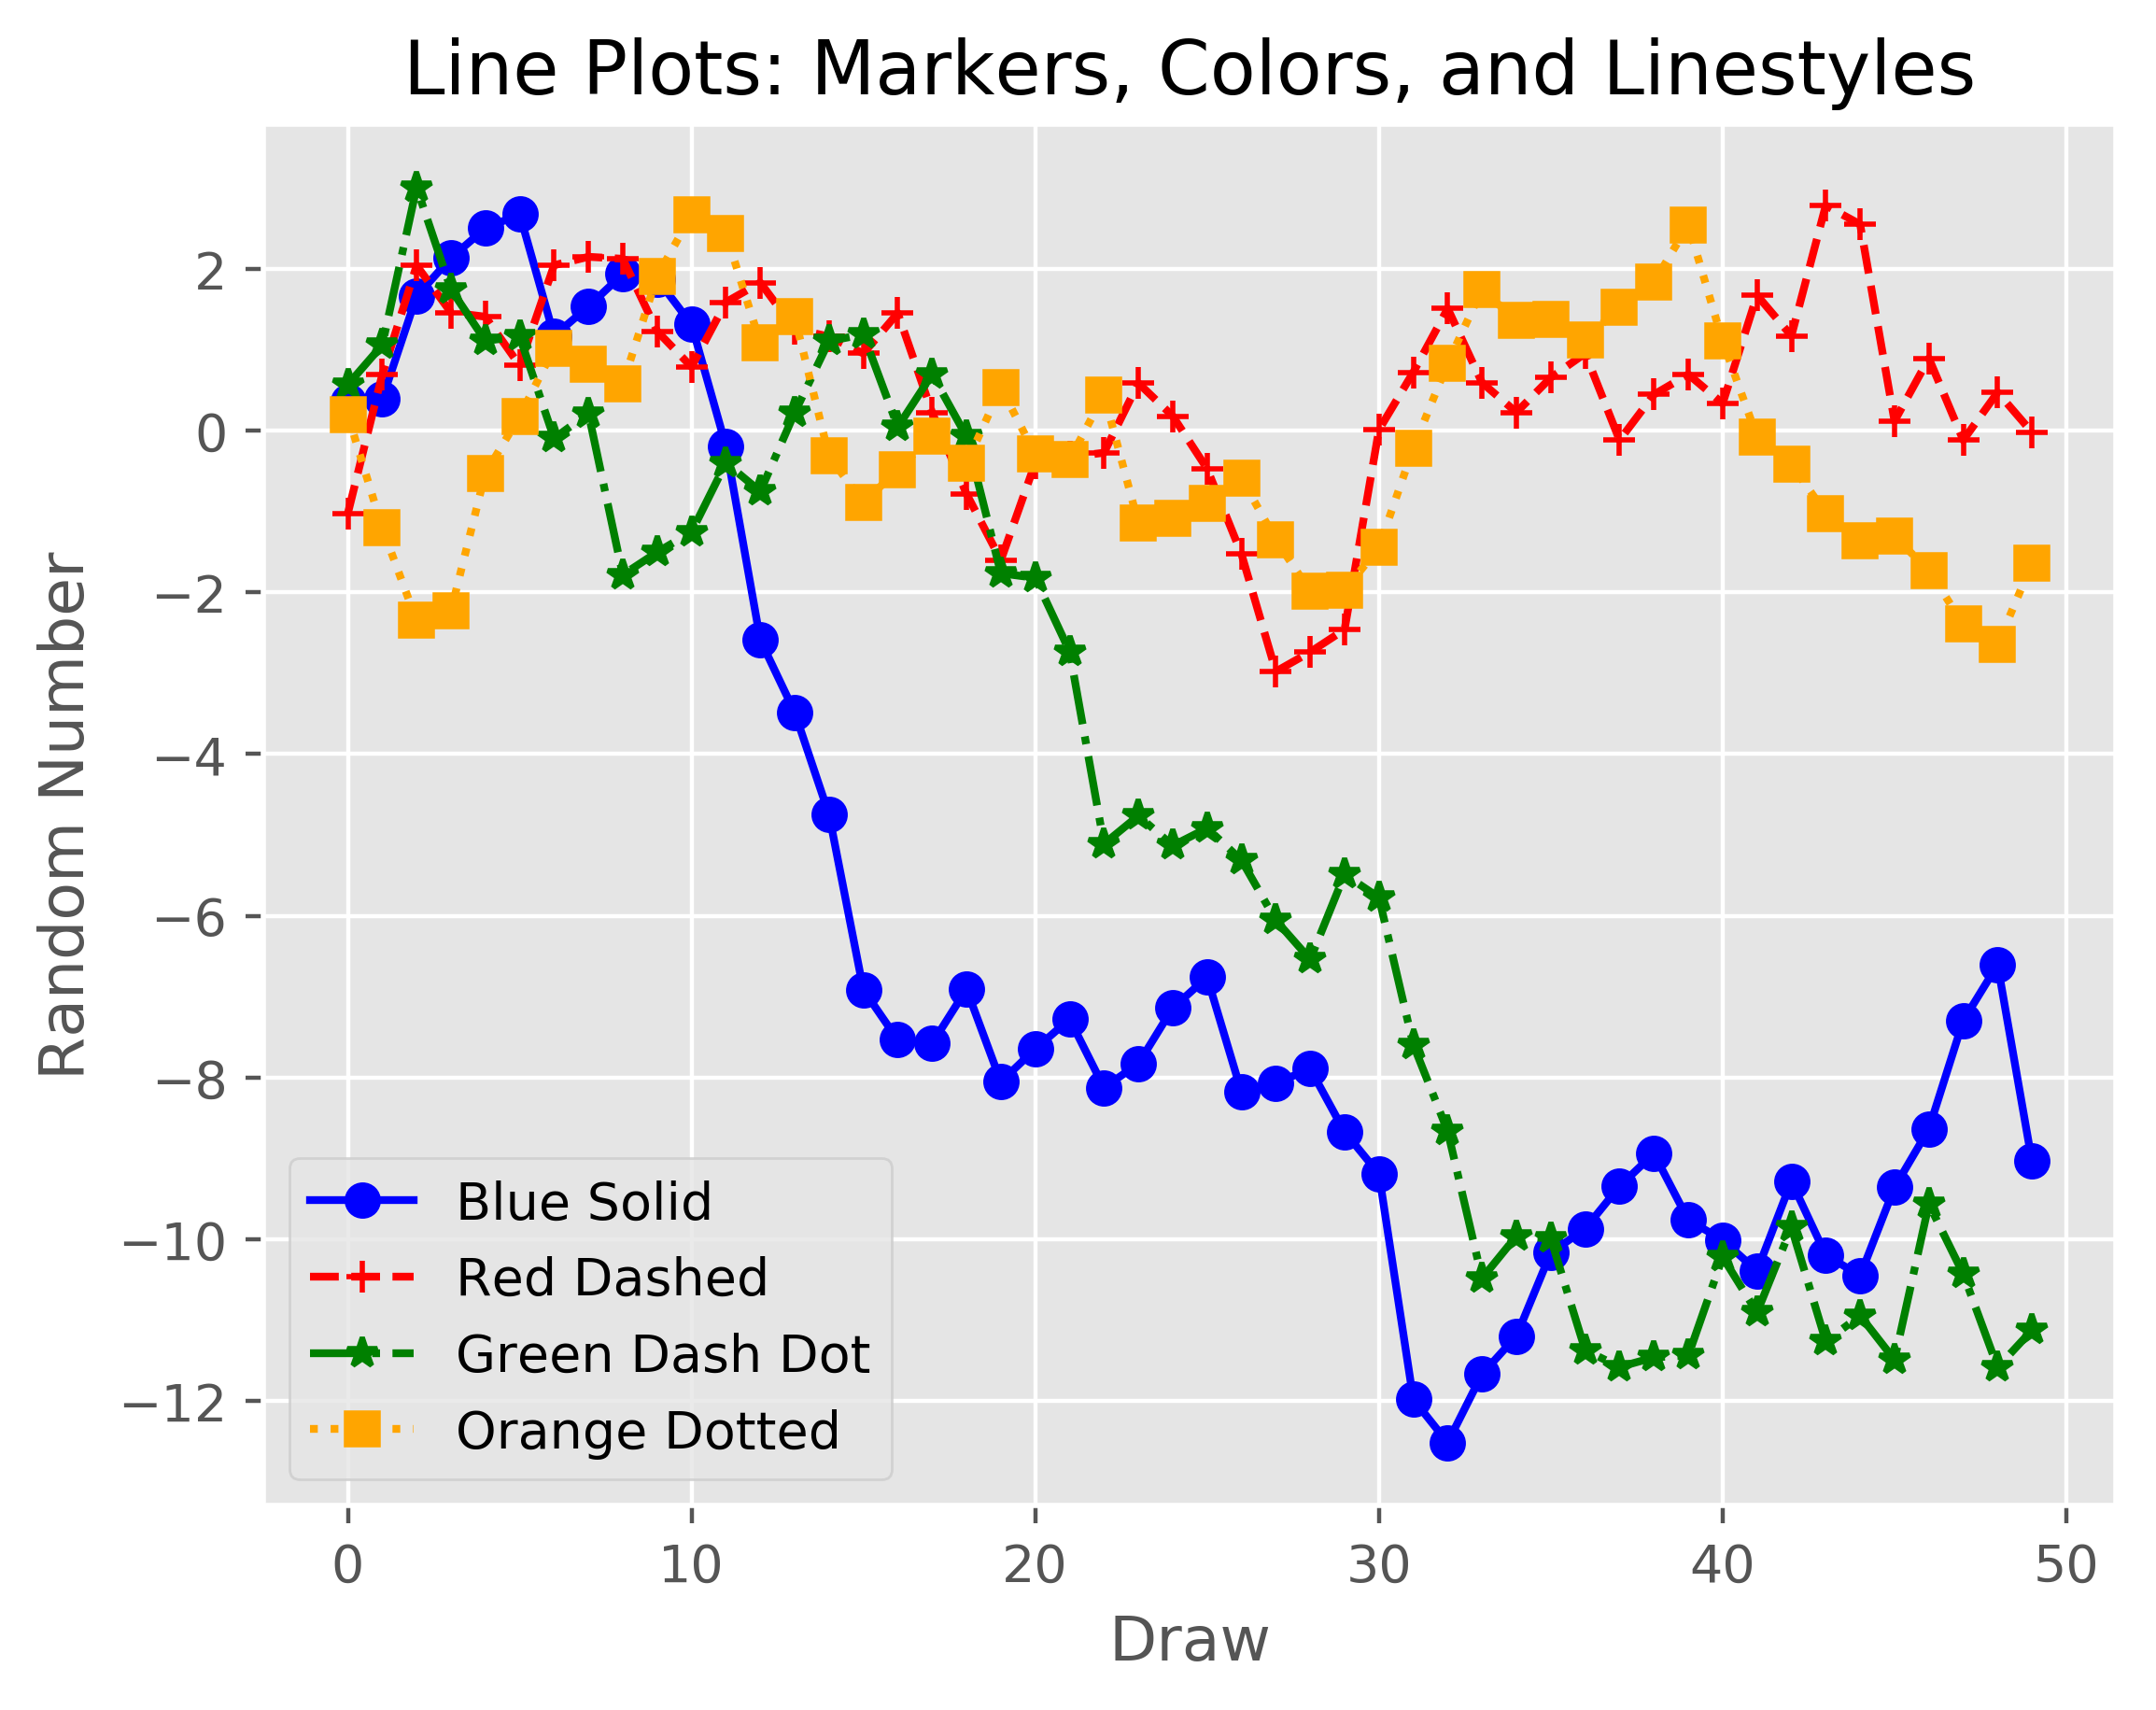 Line Plots: Markers, Colors, and Linestyles
Random Number
2
0
−2
−4
−6
−8
−10
−12
Blue Solid
Red Dashed
Green Dash Dot
Orange Dotted
0 10 20 30 40 50
Draw